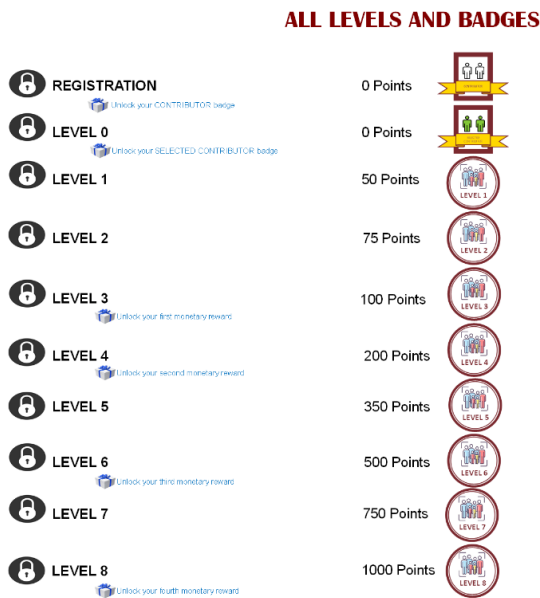 ALL LEVELS AND BADGES
REGISTRATION 0 Points
Unlock your CONTRIBUTOR badge
LEVEL 0 0 Points
Unlock your SELECTED CONTRIBUTOR badge
LEVEL 1 50 Points LEVEL 1
LEVEL 2 75 Points LEVEL 2
LEVEL 3 100 Points LEVEL 3
Unlock your first monetary reward
LEVEL 4 200 Points LEVEL 4
Unlock your second monetary reward
LEVEL 5 350 Points LEVEL 5
LEVEL 6 500 Points LEVEL 6
Unlock your third monetary reward
LEVEL 7 750 Points LEVEL 7
LEVEL 8 1000 Points LEVEL 8
Unlock your fourth monetary reward